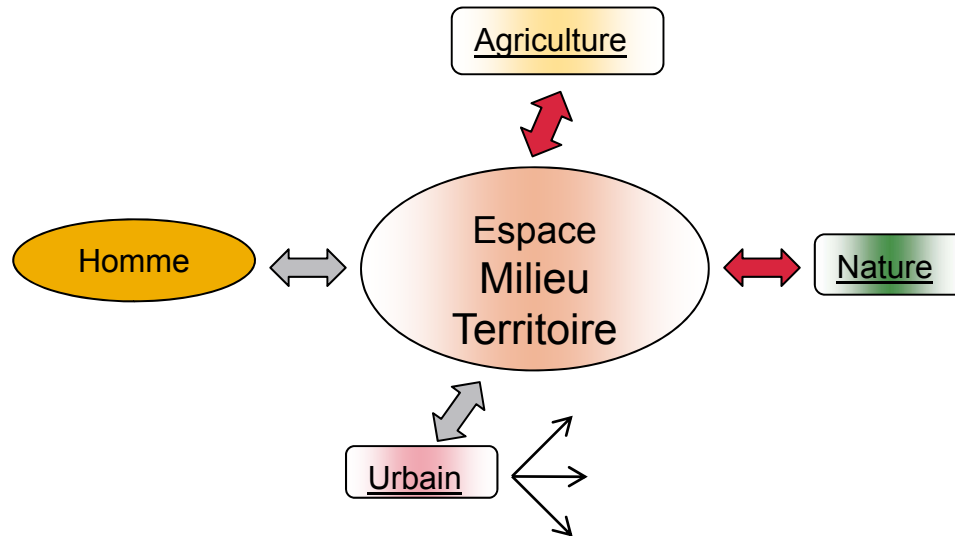 Agriculture
Homme
Espace
Milieu
Territoire
Nature
Urbain